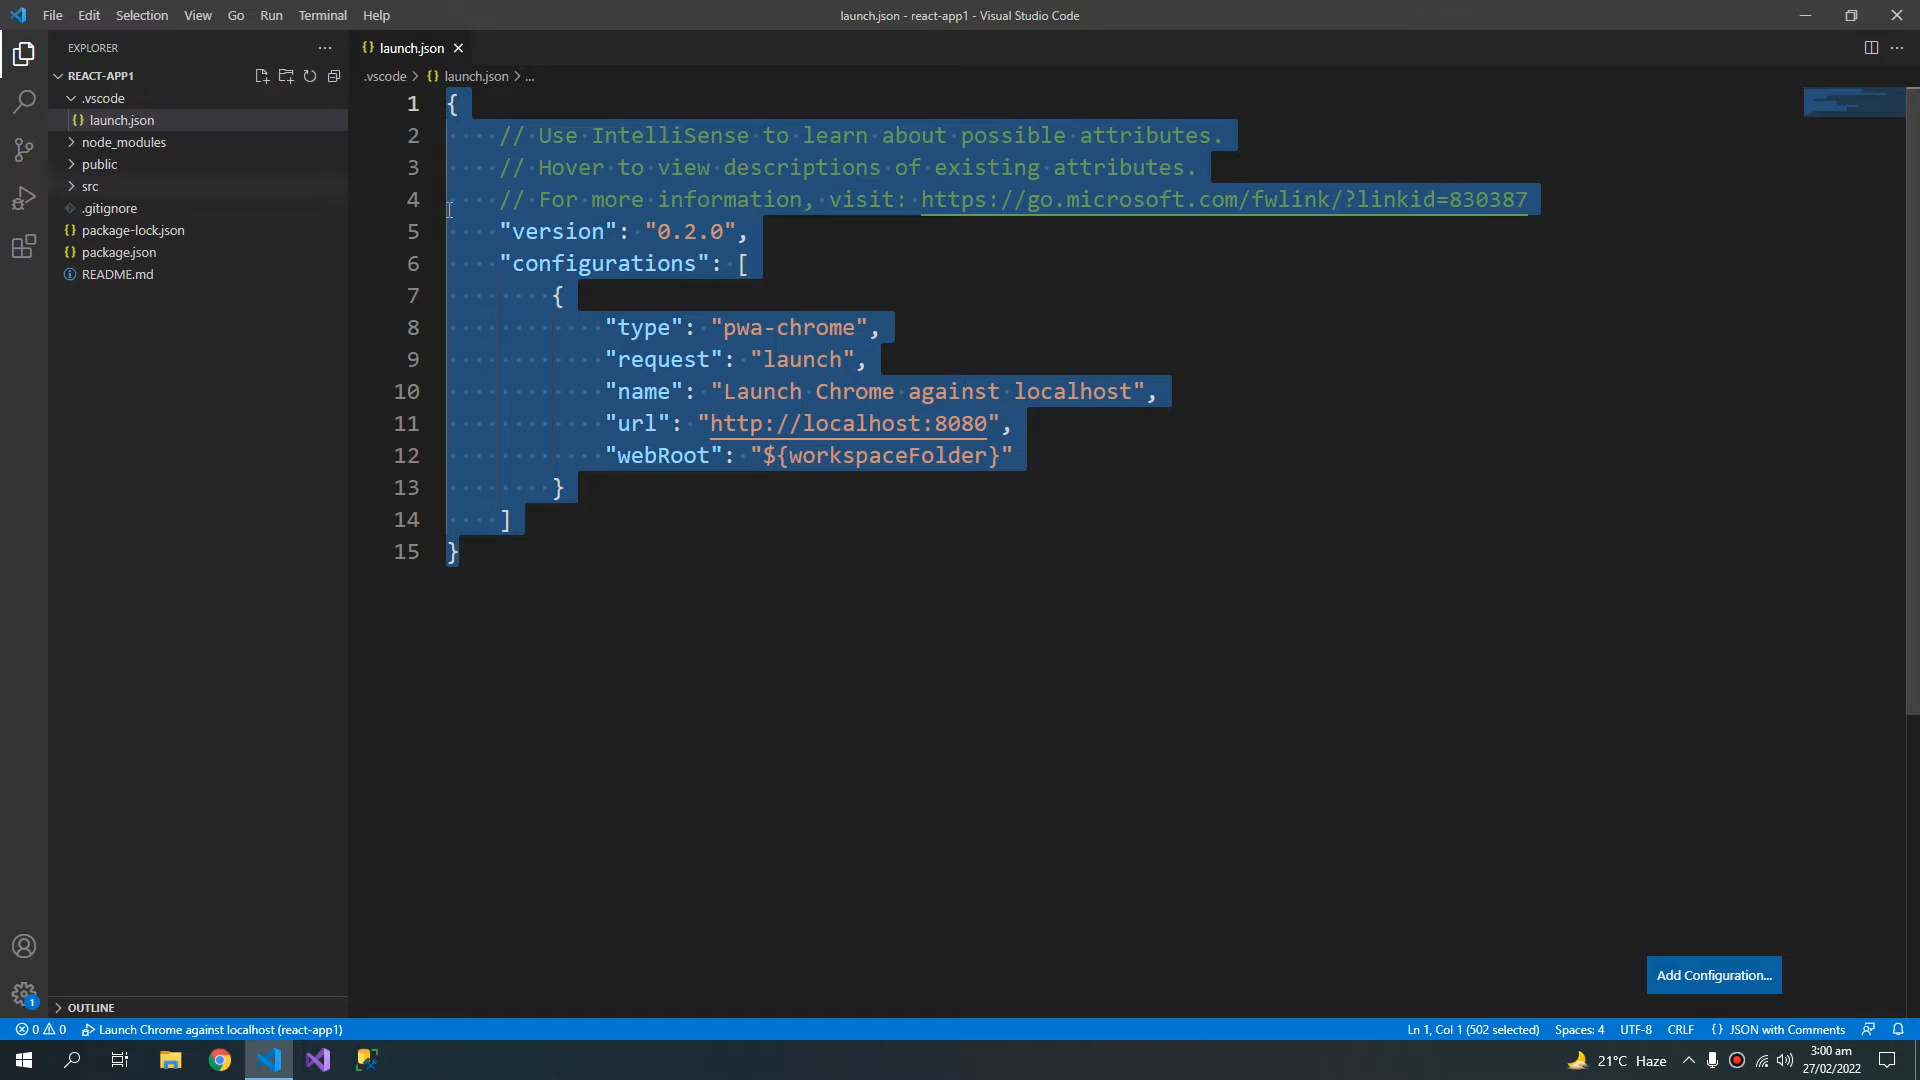 File Edit Selection View Go Run Terminal Help
launch.json - react-app1 - Visual Studio Code
EXPLORER
REACT-APP1
.vscode
{} launch.json
node_modules
public
src
.gitignore
{} package-lock.json
{} package.json
README.md
OUTLINE
{} launch.json
.vscode > {} launch.json > ...
1 {
2 // Use IntelliSense to learn about possible attributes.
3 // Hover to view descriptions of existing attributes.
4 // For more information, visit: https://go.microsoft.com/fwlink/?linkid=830387
5 "version": "0.2.0",
6 "configurations": [
7 {
8 "type": "pwa-chrome",
9 "request": "launch",
10 "name": "Launch Chrome against localhost",
11 "url": "http://localhost:8080",
12 "webRoot": "${workspaceFolder}"
13 }
14 ]
15 }
Add Configuration...
1
0 0 Launch Chrome against localhost (react-app1)
Ln 1, Col 1 (502 selected) Spaces: 4 UTF-8 CRLF {} JSON with Comments
21°C Haze
3:00 am
27/02/2022